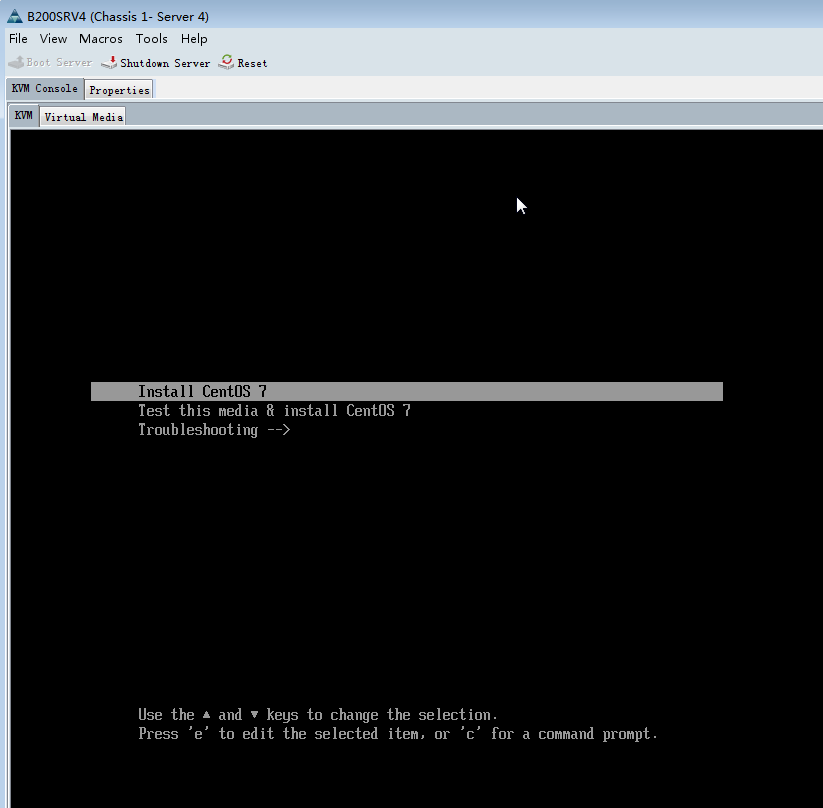 B200SRV4 (Chassis 1- Server 4)
File View Macros Tools Help
Boot Server Shutdown Server Reset
KVM Console Properties
KVM Virtual Media
Install CentOS 7
Test this media & install CentOS 7
Troubleshooting -->
Use the ▲ and ▼ keys to change the selection.
Press 'e' to edit the selected item, or 'c' for a command prompt.